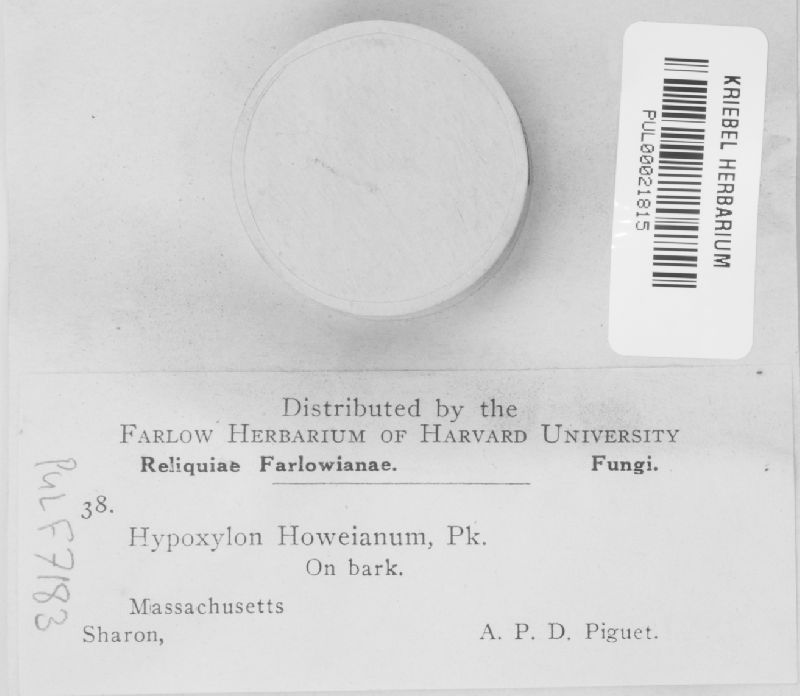 KRIEBEL HERBARIUM
PUL00021815
Distributed by the
FARLOW HERBARIUM OF HARVARD UNIVERSITY
Reliquiae Farlowianae. Fungi.
38.
Hypoxylon Howeianum, Pk.
On bark.
Massachusetts
Sharon, A. P. D. Piguet.
PUL F7183